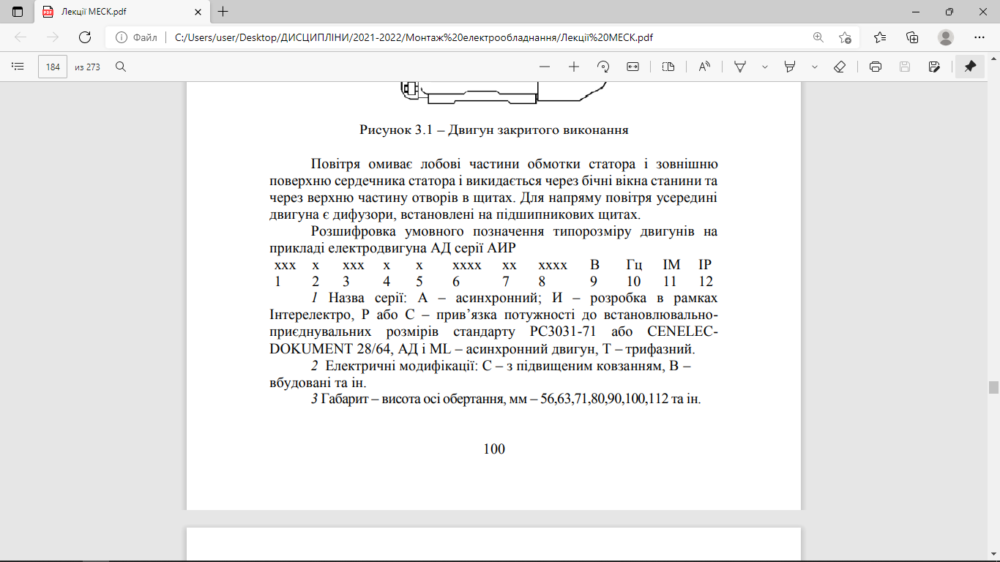 Лекції МЕСК.pdf
Файл
C:/Users/user/Desktop/ДИСЦИПЛІНИ/2021-2022/Монтаж%20електрообладнання/Лекції%20МЕСК.pdf
184 из 273
Рисунок 3.1 – Двигун закритого виконання
Повітря омиває лобові частини обмотки статора і зовнішню
поверхню сердечника статора і викидається через бічні вікна станини та
через верхню частину отворів в щитах. Для напряму повітря усередині
двигуна є дифузори, встановлені на підшипникових щитах.
Розшифровка умовного позначення типорозміру двигунів на
прикладі електродвигуна АД серії АИР
xxx x xxx x x xxxx xx xxxx В Гц IM IP
1 2 3 4 5 6 7 8 9 10 11 12
1 Назва серії: А – асинхронний; И – розробка в рамках
Інтерелектро, Р або С – прив’язка потужності до встановлювально-
приєднувальних розмірів стандарту РС3031-71 або CENELEC-
DOKUMENT 28/64, АД і ML – асинхронний двигун, Т – трифазний.
2 Електричні модифікації: С – з підвищеним ковзанням, В –
вбудовані та ін.
3 Габарит – висота осі обертання, мм – 56,63,71,80,90,100,112 та ін.
100